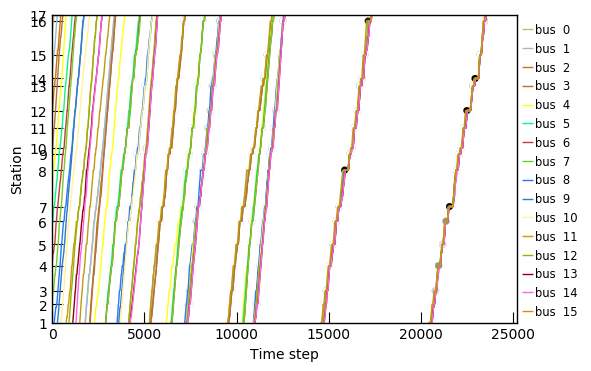 17
16
15
14
13
12
11
10
9
8
7
6
5
4
3
2
1
Station
0 5000 10000 15000 20000 25000
Time step
bus 0
bus 1
bus 2
bus 3
bus 4
bus 5
bus 6
bus 7
bus 8
bus 9
bus 10
bus 11
bus 12
bus 13
bus 14
bus 15